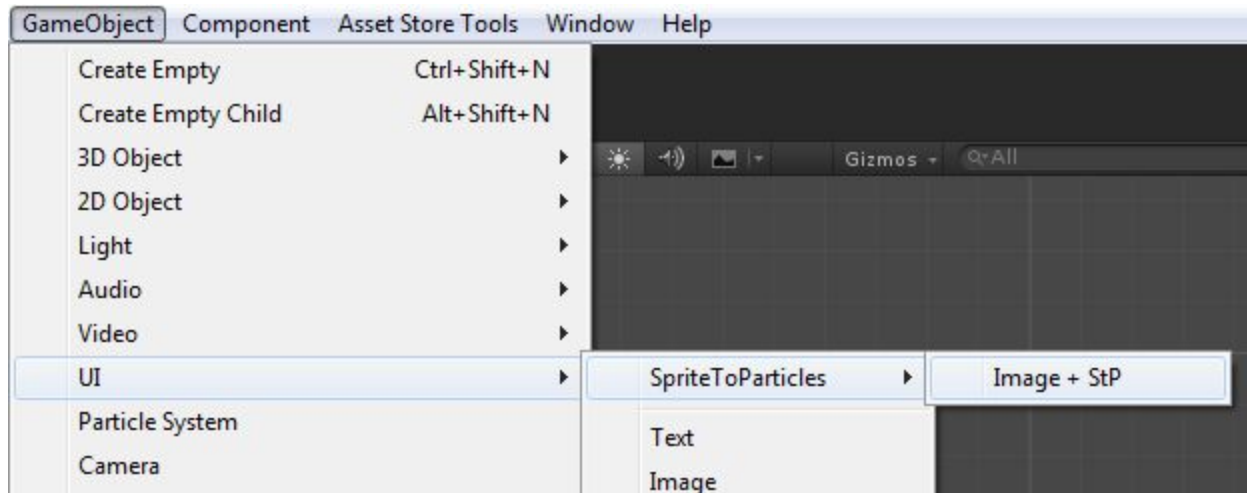 GameObject Component Asset Store Tools Window Help
Create Empty Ctrl+Shift+N
Create Empty Child Alt+Shift+N
3D Object
Gizmos All
2D Object
Light
Audio
Video
UI SpriteToParticles Image + StP
Particle System
Text
Camera
Image